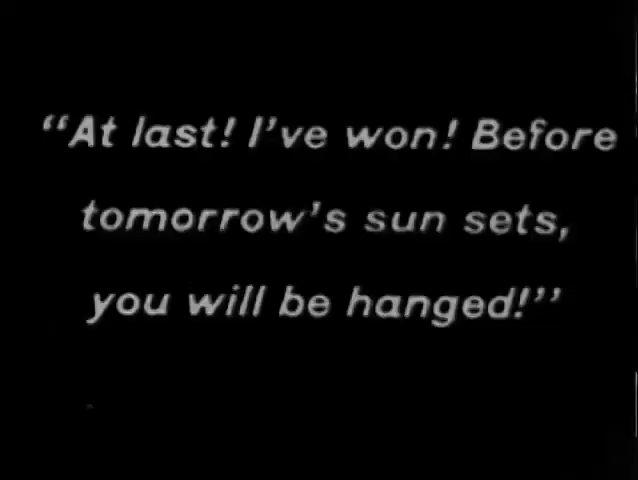 “At last! I’ve won! Before
tomorrow’s sun sets,
you will be hanged!”